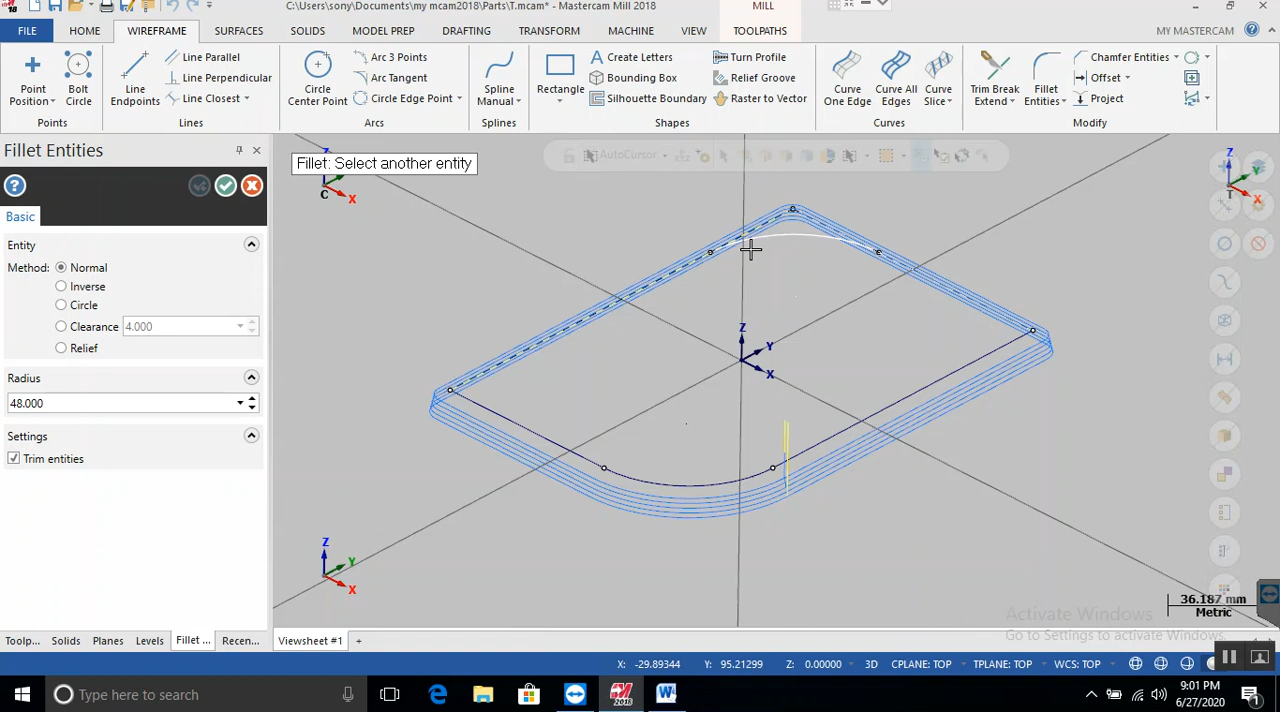 C:\Users\sony\Documents\my mcam2018\Parts\T.mcam* - Mastercam Mill 2018
MILL
FILE HOME WIREFRAME SURFACES SOLIDS MODEL PREP DRAFTING TRANSFORM MACHINE VIEW TOOLPATHS MY MASTERCAM
Line Parallel Arc 3 Points Create Letters Turn Profile Chamfer Entities
Line Perpendicular Arc Tangent Bounding Box Relief Groove Offset
Line Closest Circle Edge Point Silhouette Boundary Raster to Vector Project
Point Bolt Line Circle Spline Rectangle Curve Curve All Curve Trim Break Fillet
Position Circle Endpoints Center Point Manual One Edge Edges Slice Extend Entities
Points Lines Arcs Splines Shapes Curves Modify
Fillet Entities
Fillet: Select another entity
AutoCursor
Basic
Entity
Method: Normal
Inverse
Circle
Clearance 4.000
Relief
Radius
48.000
Settings
Trim entities
Z
X
C
Z
Y
X
T
Z
Y
X
Z
Y
X
36.187 mm
Metric
Activate Windows
Go to Settings to activate Windows.
Toolp... Solids Planes Levels Fillet ... Recen... Viewsheet #1 +
X: -29.89344 Y: 95.21299 Z: 0.00000 3D CPLANE: TOP TPLANE: TOP WCS: TOP
Type here to search
2018
9:01 PM
6/27/2020
1